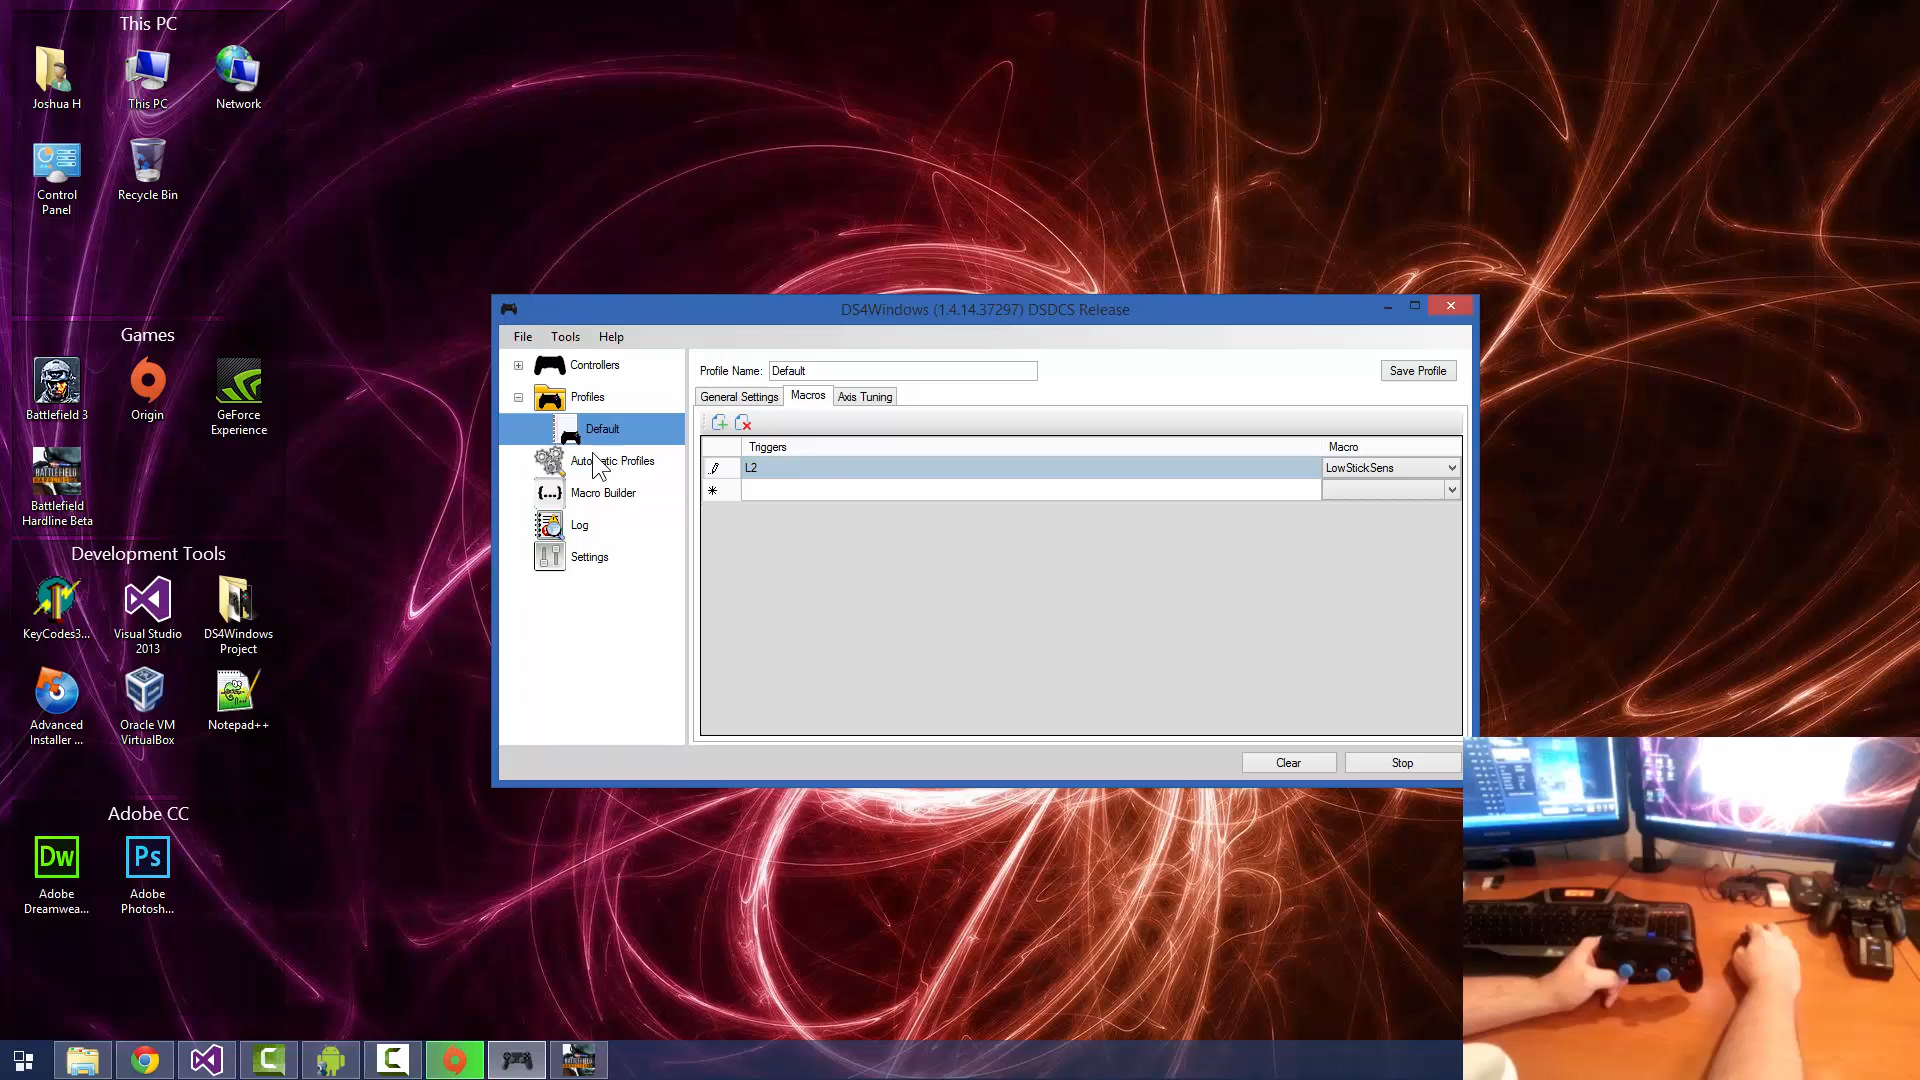 This PC
Joshua H
This PC
Network
Control
Panel
Recycle Bin
Games
Battlefield 3
Origin
GeForce
Experience
Battlefield
Hardline Beta
Development Tools
KeyCodes3...
Visual Studio
2013
DS4Windows
Project
Advanced
Installer ...
Oracle VM
VirtualBox
Notepad++
Adobe CC
Dw
Ps
Adobe
Dreamwea...
Adobe
Photosh...
DS4Windows (1.4.14.37297) DSDCS Release
File Tools Help
Controllers
Profiles
Default
Automatic Profiles
Macro Builder
Log
Settings
Profile Name: Default
Save Profile
General Settings Macros Axis Tuning
Triggers Macro
L2 LowStickSens
Clear Stop